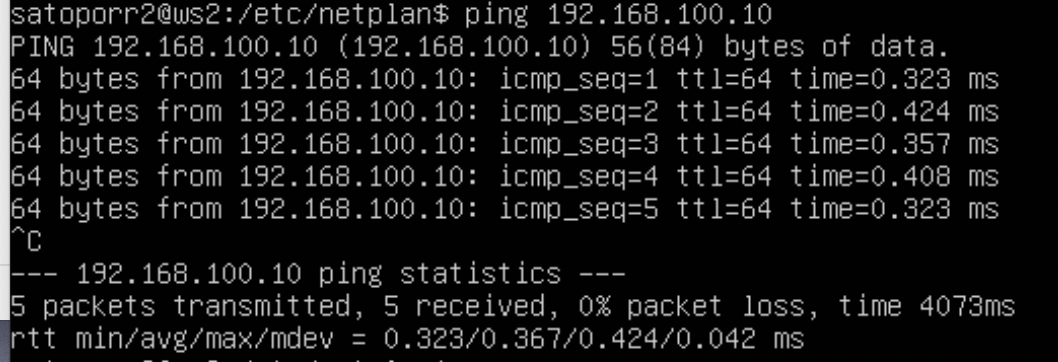 satoporr2@ws2:/etc/netplan$ ping 192.168.100.10
PING 192.168.100.10 (192.168.100.10) 56(84) bytes of data.
64 bytes from 192.168.100.10: icmp_seq=1 ttl=64 time=0.323 ms
64 bytes from 192.168.100.10: icmp_seq=2 ttl=64 time=0.424 ms
64 bytes from 192.168.100.10: icmp_seq=3 ttl=64 time=0.357 ms
64 bytes from 192.168.100.10: icmp_seq=4 ttl=64 time=0.408 ms
64 bytes from 192.168.100.10: icmp_seq=5 ttl=64 time=0.323 ms
^C
--- 192.168.100.10 ping statistics ---
5 packets transmitted, 5 received, 0% packet loss, time 4073ms
rtt min/avg/max/mdev = 0.323/0.367/0.424/0.042 ms